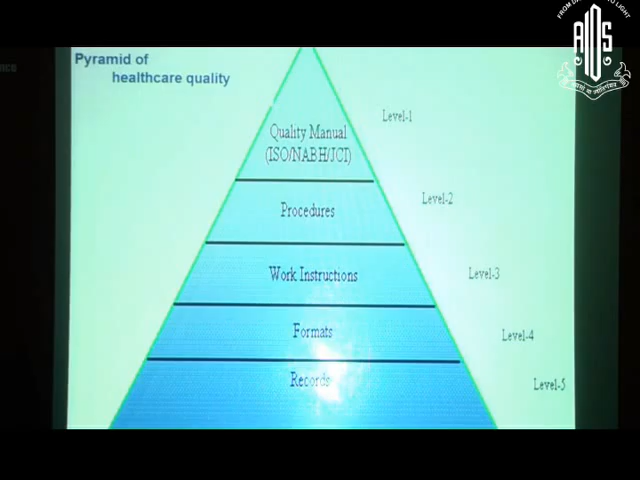 Pyramid of
healthcare quality
Level-1
Quality Manual
(ISO/NABH/JCI)
Level-2
Procedures
Level-3
Work Instructions
Level-4
Formats
Level-5
Records
AIOS